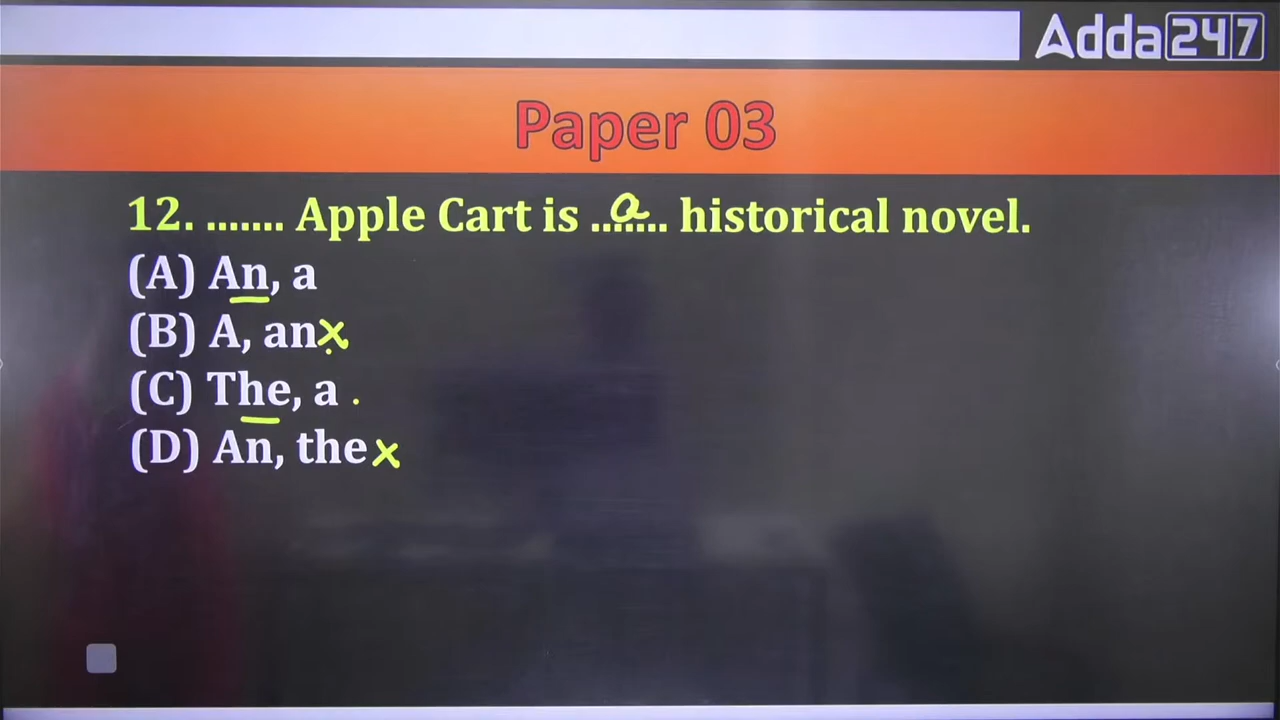 Adda247
Paper 03
12. ....... Apple Cart is ...a.... historical novel.
(A) An, a
(B) A, an x
(C) The, a .
(D) An, the x